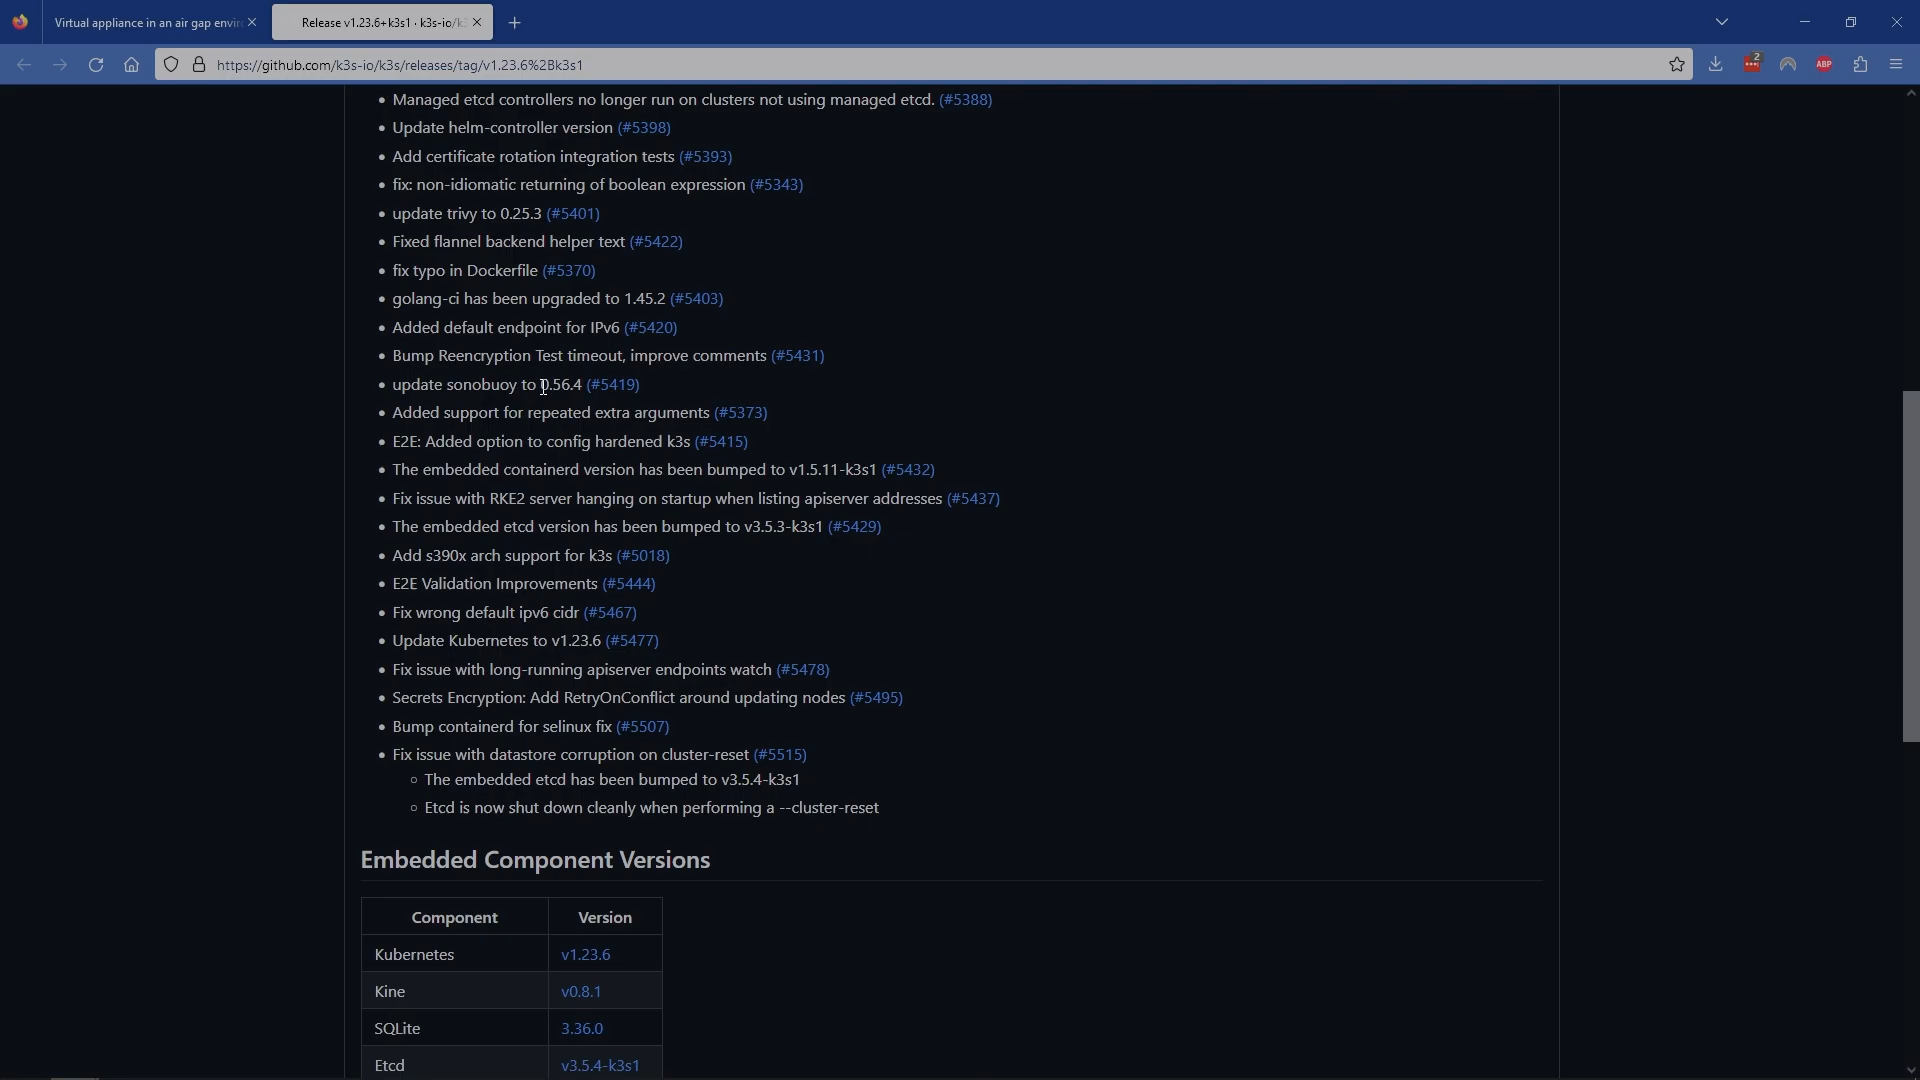 Virtual appliance in an air gap envir
Release v1.23.6+k3s1 · k3s-io/k3
https://github.com/k3s-io/k3s/releases/tag/v1.23.6%2Bk3s1
2
ABP
Managed etcd controllers no longer run on clusters not using managed etcd. (#5388)
Update helm-controller version (#5398)
Add certificate rotation integration tests (#5393)
fix: non-idiomatic returning of boolean expression (#5343)
update trivy to 0.25.3 (#5401)
Fixed flannel backend helper text (#5422)
fix typo in Dockerfile (#5370)
golang-ci has been upgraded to 1.45.2 (#5403)
Added default endpoint for IPv6 (#5420)
Bump Reencryption Test timeout, improve comments (#5431)
update sonobuoy to 0.56.4 (#5419)
Added support for repeated extra arguments (#5373)
E2E: Added option to config hardened k3s (#5415)
The embedded containerd version has been bumped to v1.5.11-k3s1 (#5432)
Fix issue with RKE2 server hanging on startup when listing apiserver addresses (#5437)
The embedded etcd version has been bumped to v3.5.3-k3s1 (#5429)
Add s390x arch support for k3s (#5018)
E2E Validation Improvements (#5444)
Fix wrong default ipv6 cidr (#5467)
Update Kubernetes to v1.23.6 (#5477)
Fix issue with long-running apiserver endpoints watch (#5478)
Secrets Encryption: Add RetryOnConflict around updating nodes (#5495)
Bump containerd for selinux fix (#5507)
Fix issue with datastore corruption on cluster-reset (#5515)
The embedded etcd has been bumped to v3.5.4-k3s1
Etcd is now shut down cleanly when performing a --cluster-reset
Embedded Component Versions
Component Version
Kubernetes v1.23.6
Kine v0.8.1
SQLite 3.36.0
Etcd v3.5.4-k3s1